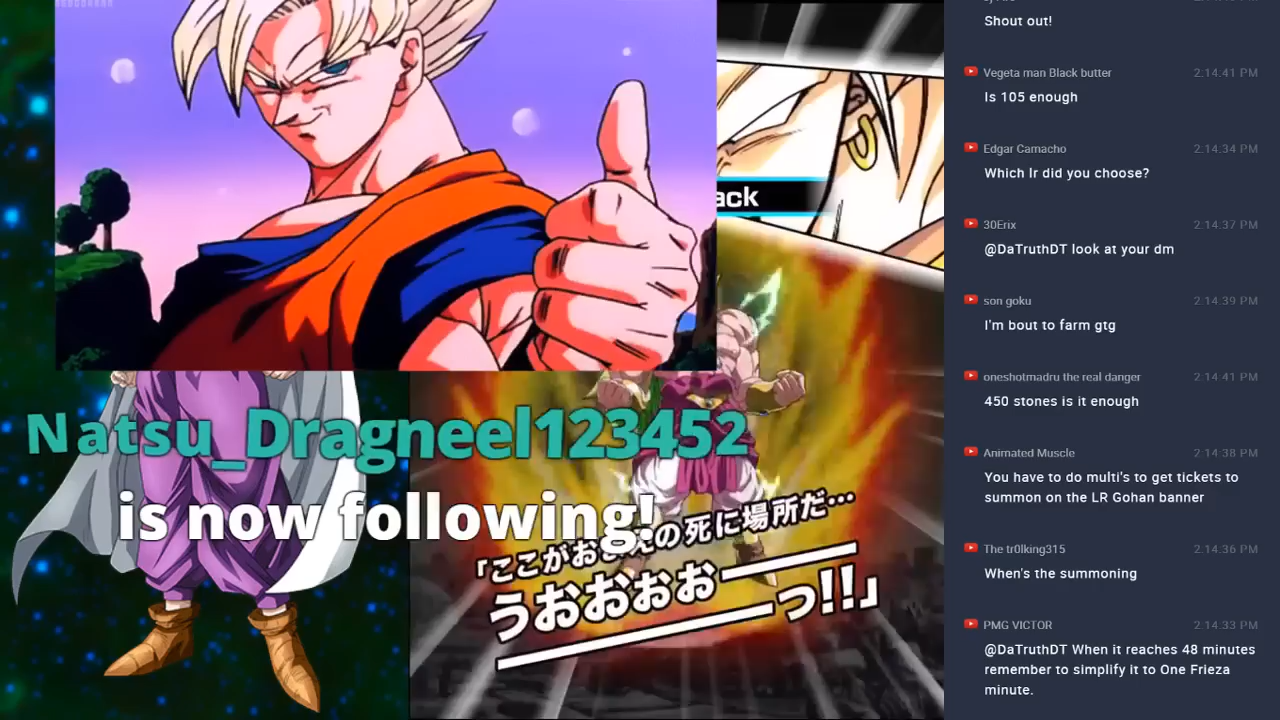 ack
Natsu_Dragneel123452
is now following!
の死に場所だ…
「ここがお
うおおおお━━
━━っ!!」
Shout out!
Vegeta man Black butter 2:14:41 PM
Is 105 enough
Edgar Camacho 2:14:34 PM
Which lr did you choose?
30Erix 2:14:37 PM
@DaTruthDT look at your dm
son goku 2:14:39 PM
I'm bout to farm gtg
oneshotmadru the real danger 2:14:41 PM
450 stones is it enough
Animated Muscle 2:14:38 PM
You have to do multi's to get tickets to
summon on the LR Gohan banner
The tr0lking315 2:14:36 PM
When's the summoning
PMG VICTOR 2:14:33 PM
@DaTruthDT When it reaches 48 minutes
remember to simplify it to One Frieza
minute.